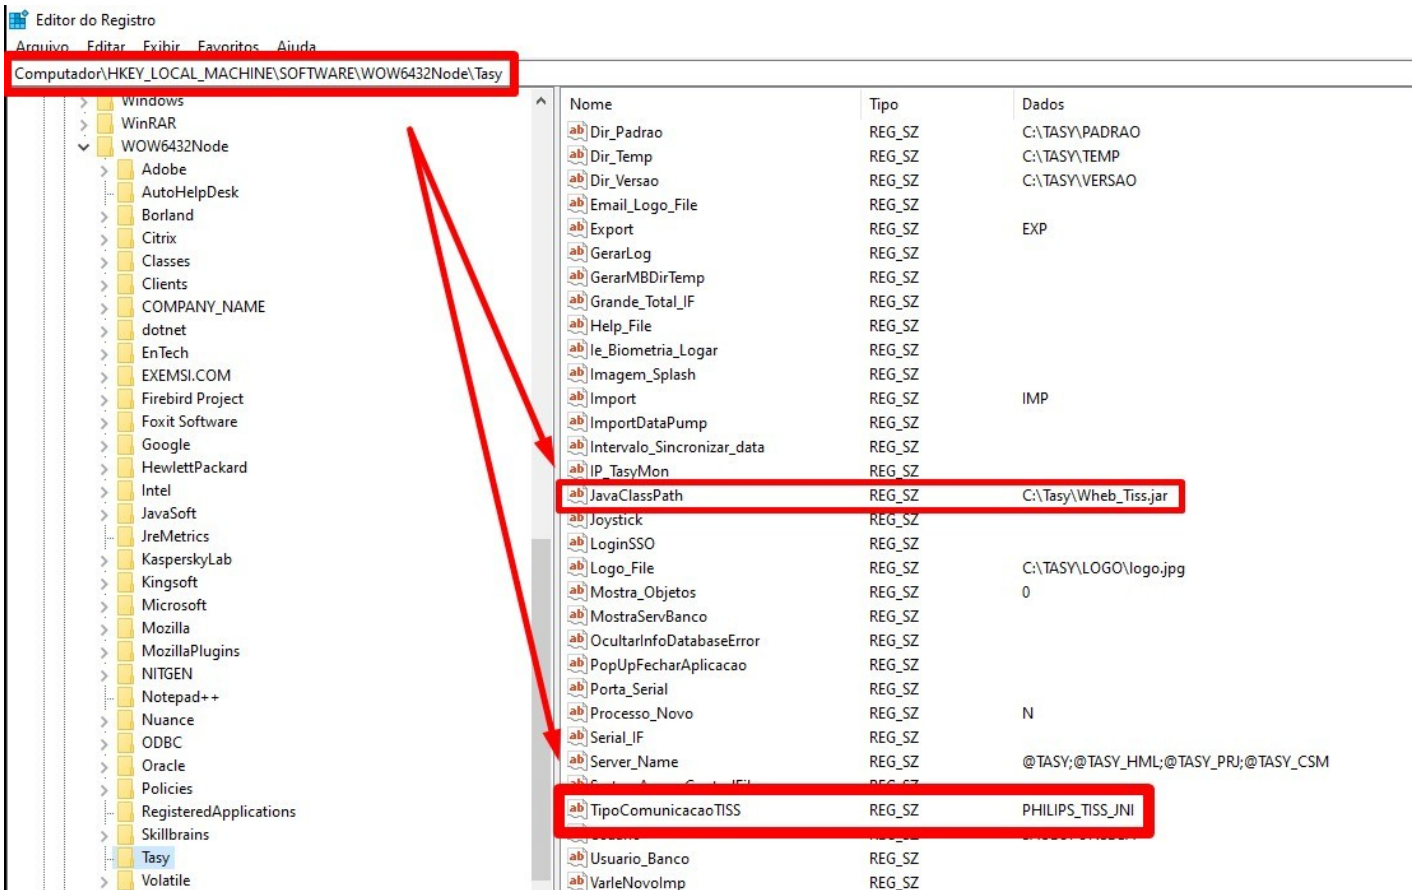 Editor do Registro
Arquivo Editar Exibir Favoritos Ajuda
Computador\HKEY_LOCAL_MACHINE\SOFTWARE\WOW6432Node\Tasy
Windows
WinRAR
WOW6432Node
Adobe
AutoHelpDesk
Borland
Citrix
Classes
Clients
COMPANY_NAME
dotnet
EnTech
EXEMSI.COM
Firebird Project
Foxit Software
Google
HewlettPackard
Intel
JavaSoft
JreMetrics
KasperskyLab
Kingsoft
Microsoft
Mozilla
MozillaPlugins
NITGEN
Notepad++
Nuance
ODBC
Oracle
Policies
RegisteredApplications
Skillbrains
Tasy
Volatile
Nome Tipo Dados
Dir_Padrao REG_SZ C:\TASY\PADRAO
Dir_Temp REG_SZ C:\TASY\TEMP
Dir_Versao REG_SZ C:\TASY\VERSAO
Email_Logo_File REG_SZ
Export REG_SZ EXP
GerarLog REG_SZ
GerarMBDirTemp REG_SZ
Grande_Total_IF REG_SZ
Help_File REG_SZ
Ie_Biometria_Logar REG_SZ
Imagem_Splash REG_SZ
Import REG_SZ IMP
ImportDataPump REG_SZ
Intervalo_Sincronizar_data REG_SZ
IP_TasyMon REG_SZ
JavaClassPath REG_SZ C:\Tasy\Wheb_Tiss.jar
Joystick REG_SZ
LoginSSO REG_SZ
Logo_File REG_SZ C:\TASY\LOGO\logo.jpg
Mostra_Objetos REG_SZ 0
MostraServBanco REG_SZ
OcultarInfoDatabaseError REG_SZ
PopUpFecharAplicacao REG_SZ
Porta_Serial REG_SZ
Processo_Novo REG_SZ N
Serial_IF REG_SZ
Server_Name REG_SZ @TASY;@TASY_HML;@TASY_PRJ;@TASY_CSM
REG_SZ
TipoComunicacaoTISS REG_SZ PHILIPS_TISS_JNI
Usuario_Banco REG_SZ
VarleNovoImp REG_SZ